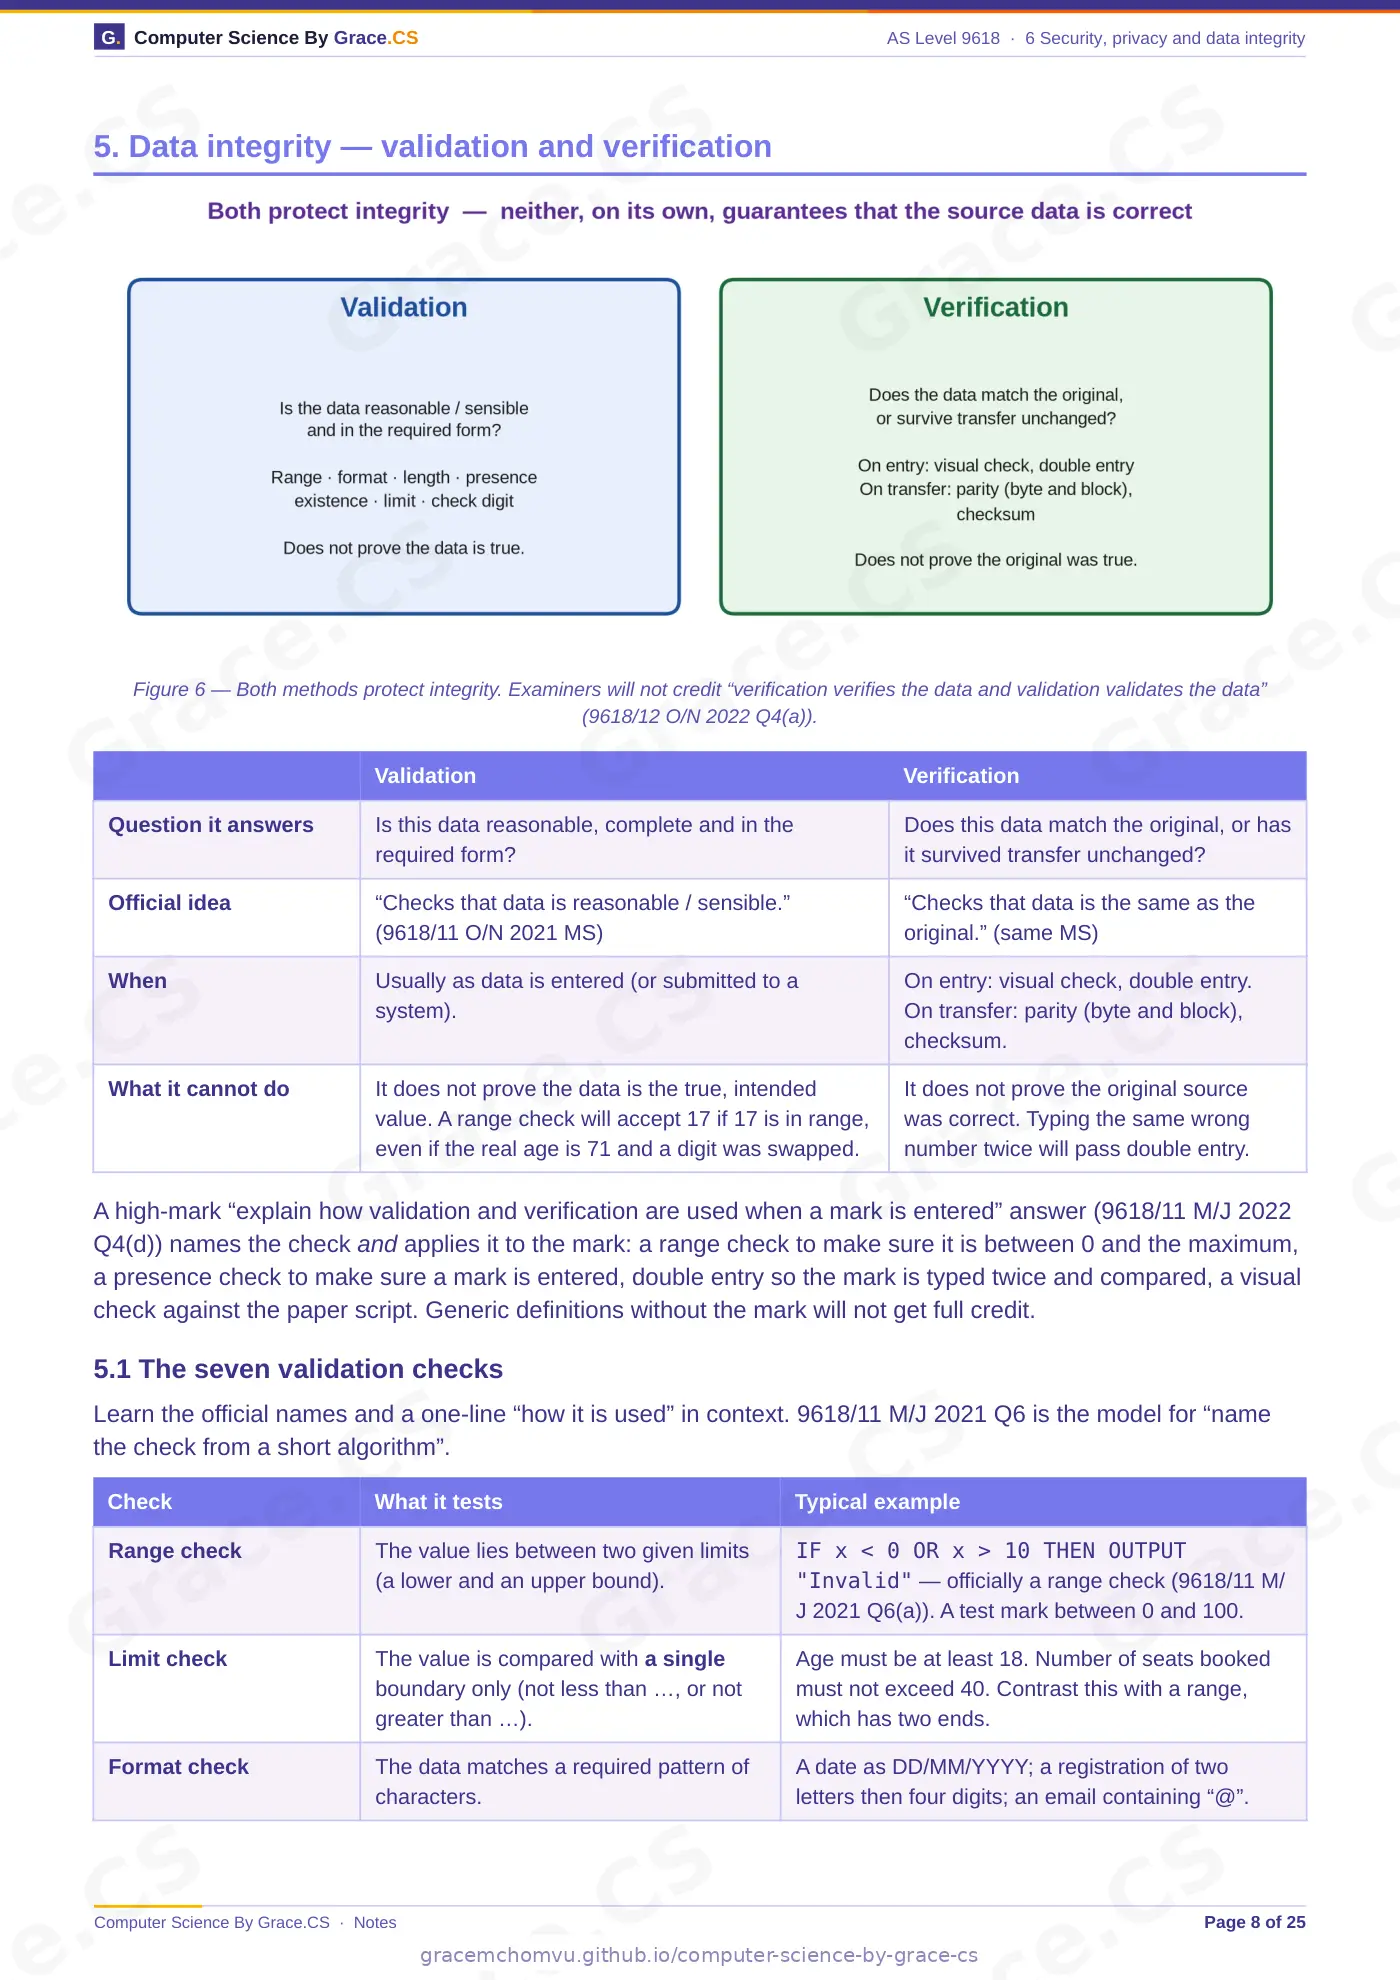 G. Computer Science By Grace.CS
AS Level 9618 · 6 Security, privacy and data integrity
5. Data integrity — validation and verification
Both protect integrity — neither, on its own, guarantees that the source data is correct
Validation
Is the data reasonable / sensible
and in the required form?
Range · format · length · presence
existence · limit · check digit
Does not prove the data is true.
Verification
Does the data match the original,
or survive transfer unchanged?
On entry: visual check, double entry
On transfer: parity (byte and block),
checksum
Does not prove the original was true.
Figure 6 — Both methods protect integrity. Examiners will not credit “verification verifies the data and validation validates the data”
(9618/12 O/N 2022 Q4(a)).
Validation
Verification
Question it answers
Is this data reasonable, complete and in the
required form?
Does this data match the original, or has
it survived transfer unchanged?
Official idea
“Checks that data is reasonable / sensible.”
(9618/11 O/N 2021 MS)
“Checks that data is the same as the
original.” (same MS)
When
Usually as data is entered (or submitted to a
system).
On entry: visual check, double entry.
On transfer: parity (byte and block),
checksum.
What it cannot do
It does not prove the data is the true, intended
value. A range check will accept 17 if 17 is in range,
even if the real age is 71 and a digit was swapped.
It does not prove the original source
was correct. Typing the same wrong
number twice will pass double entry.
A high-mark “explain how validation and verification are used when a mark is entered” answer (9618/11 M/J 2022
Q4(d)) names the check and applies it to the mark: a range check to make sure it is between 0 and the maximum,
a presence check to make sure a mark is entered, double entry so the mark is typed twice and compared, a visual
check against the paper script. Generic definitions without the mark will not get full credit.
5.1 The seven validation checks
Learn the official names and a one-line “how it is used” in context. 9618/11 M/J 2021 Q6 is the model for “name
the check from a short algorithm”.
Check
What it tests
Typical example
Range check
The value lies between two given limits
(a lower and an upper bound).
IF x < 0 OR x > 10 THEN OUTPUT
"Invalid" — officially a range check (9618/11 M/
J 2021 Q6(a)). A test mark between 0 and 100.
Limit check
The value is compared with a single
boundary only (not less than …, or not
greater than …).
Age must be at least 18. Number of seats booked
must not exceed 40. Contrast this with a range,
which has two ends.
Format check
The data matches a required pattern of
characters.
A date as DD/MM/YYYY; a registration of two
letters then four digits; an email containing “@”.
Computer Science By Grace.CS · Notes
Page 8 of 25
gracemchomvu.github.io/computer-science-by-grace-cs